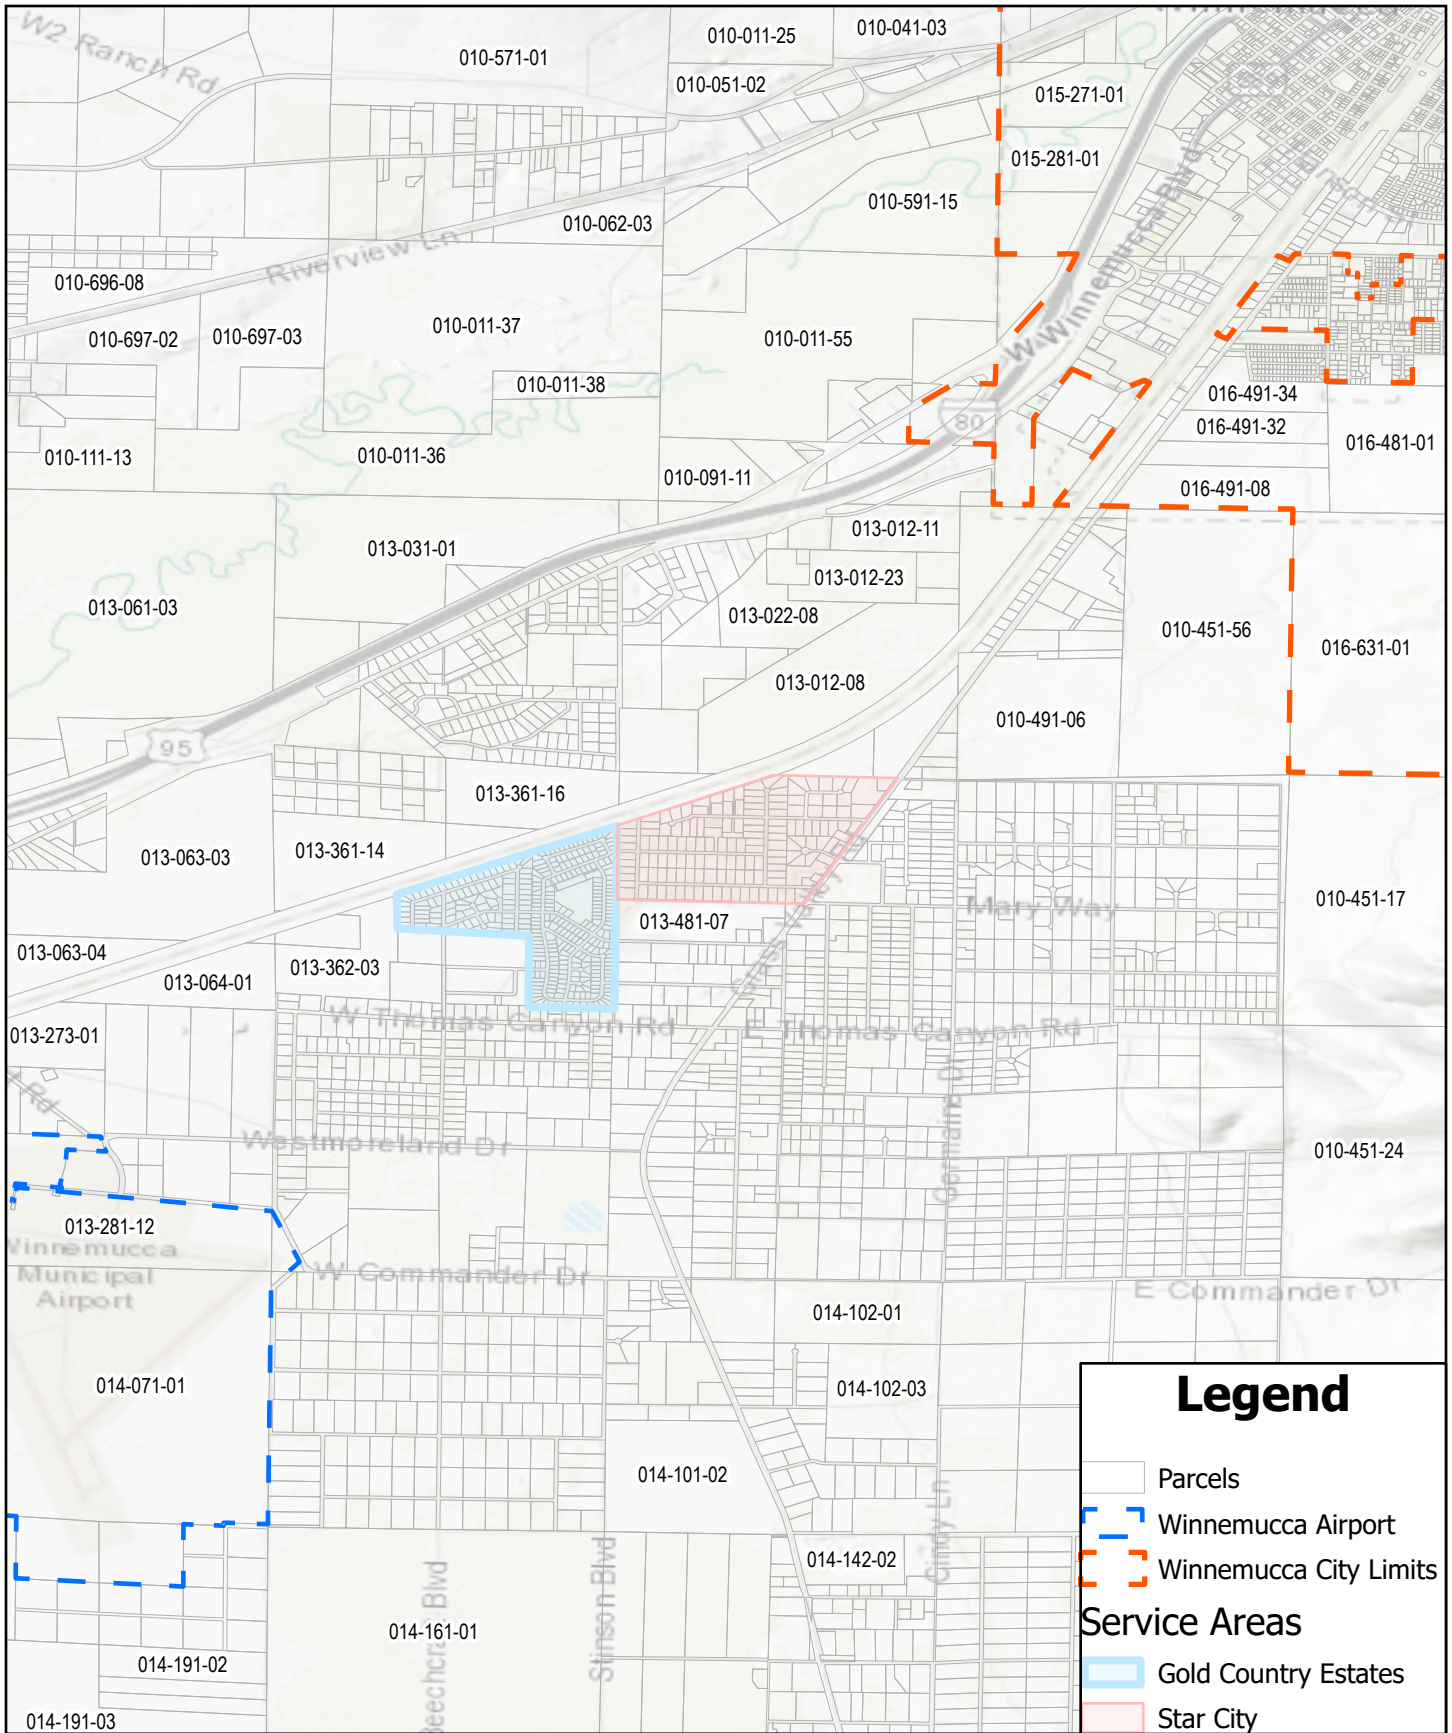 W2 Ranch Rd
010-571-01
010-011-25
010-041-03
010-051-02
015-271-01
015-281-01
010-591-15
010-062-03
Riverview Ln
010-696-08
010-697-02
010-697-03
010-011-37
010-011-55
010-011-38
W Winnemucca Blvd
80
016-491-34
016-491-32
016-481-01
010-111-13
010-011-36
010-091-11
016-491-08
013-031-01
013-012-11
013-012-23
013-061-03
013-022-08
010-451-56
016-631-01
013-012-08
010-491-06
95
013-361-16
013-063-03
013-361-14
Mary Way
010-451-17
013-481-07
013-063-04
013-362-03
013-064-01
W Thomas Canyon Rd
E Thomas Canyon Rd
013-273-01
Rd
Westmoreland Dr
Germaine Dr
010-451-24
013-281-12
Winnemucca
Municipal
Airport
W Commander Dr
E Commander Dr
014-102-01
014-071-01
014-102-03
014-101-02
Cindy Ln
014-142-02
Stinson Blvd
Beechcraft Blvd
014-161-01
014-191-02
014-191-03
Legend
Parcels
Winnemucca Airport
Winnemucca City Limits
Service Areas
Gold Country Estates
Star City